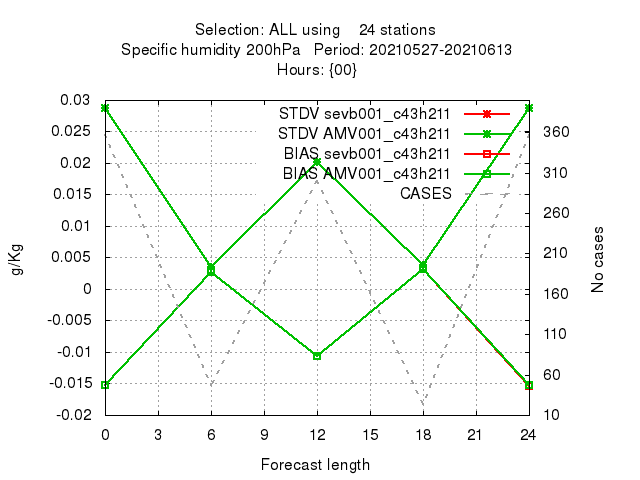 Selection: ALL using 24 stations
Specific humidity 200hPa Period: 20210527-20210613
Hours: {00}
0.03
0.025
0.02
0.015
0.01
0.005
0
-0.005
-0.01
-0.015
-0.02
g/Kg
STDV sevb001_c43h211
STDV AMV001_c43h211
BIAS sevb001_c43h211
BIAS AMV001_c43h211
CASES
360
310
260
210
160
110
60
10
No cases
0 3 6 9 12 15 18 21 24
Forecast length